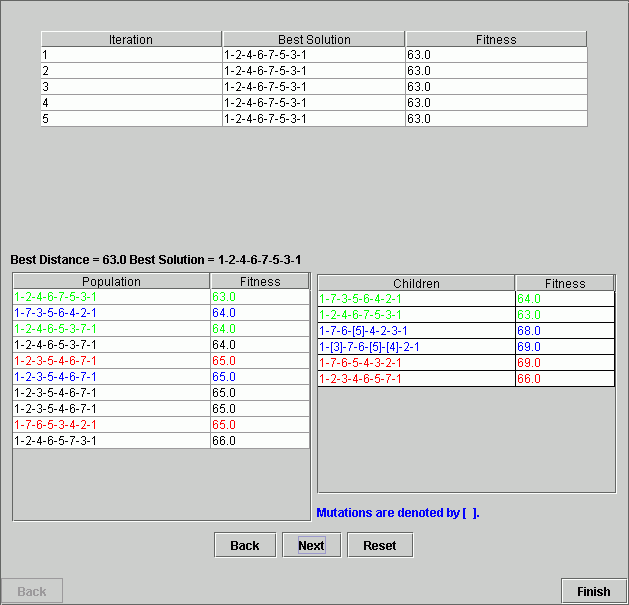 Iteration Best Solution Fitness
1 1-2-4-6-7-5-3-1 63.0
2 1-2-4-6-7-5-3-1 63.0
3 1-2-4-6-7-5-3-1 63.0
4 1-2-4-6-7-5-3-1 63.0
5 1-2-4-6-7-5-3-1 63.0
Best Distance = 63.0 Best Solution = 1-2-4-6-7-5-3-1
Population Fitness
1-2-4-6-7-5-3-1 63.0
1-7-3-5-6-4-2-1 64.0
1-2-4-6-5-3-7-1 64.0
1-2-4-6-5-3-7-1 64.0
1-2-3-5-4-6-7-1 65.0
1-2-3-5-4-6-7-1 65.0
1-2-3-5-4-6-7-1 65.0
1-2-3-5-4-6-7-1 65.0
1-7-6-5-3-4-2-1 65.0
1-2-4-6-5-7-3-1 66.0
Children Fitness
1-7-3-5-6-4-2-1 64.0
1-2-4-6-7-5-3-1 63.0
1-7-6-[5]-4-2-3-1 68.0
1-[3]-7-6-[5]-[4]-2-1 69.0
1-7-6-5-4-3-2-1 69.0
1-2-3-4-6-5-7-1 66.0
Mutations are denoted by [ ].
Back Next Reset
Back Finish